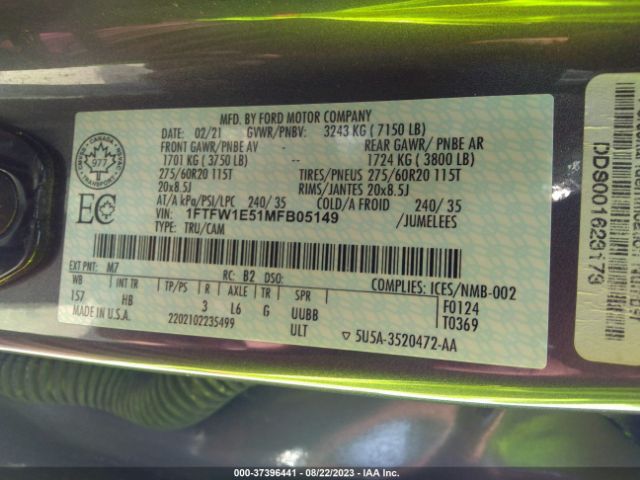 MFD. BY FORD MOTOR COMPANY
02/21 GVWR/PNBV: 3243 KG ( 7150 LB)
FRONT GAWR/ PNBE AV REAR GAWR/ PNBE AR
1701 KG ( 3750 LB) -- 1724 KG ( 3800 LB)
275/60R20 115T TIRES/PNEUS 275/60R20 115T
20x8.5J RIMS/JANTES 20x8.5J
AT/A kPa/PSI/LPC 240/ 35 COLD/A FROID 240/ 35
VIN: 1FTFW1E51MFB05149 /JUMELEES
TYPE: TRU/CAM
CANADA
977
TRANSPORT
EC
EXT PNT: M7 RC: B2 DSO: COMPLIES: ICES/NMB-002
WB INT TR TP/PS R AXLE TR SPR F0124
157 HB 3 L6 G UUBB T0369
MADE IN U.S.A. 2202102235499 ULT 5U5A-3520472-AA
000-37396441 - 08/22/2023 - IAA Inc.